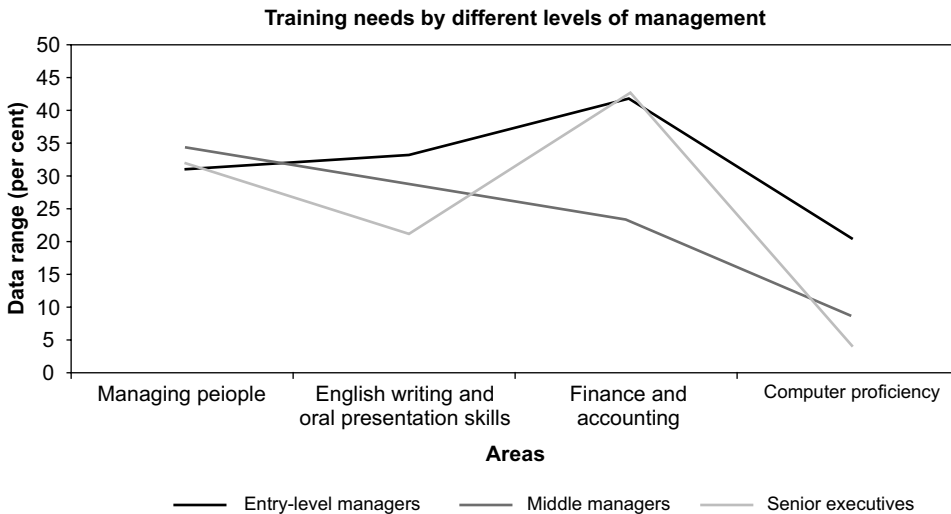 Training needs by different levels of management
50
45
40
35
30
25
20
15
10
5
0
Data range (per cent)
Managing peiople
English writing and
oral presentation skills
Finance and
accounting
Computer proficiency
Areas
Entry-level managers
Middle managers
Senior executives